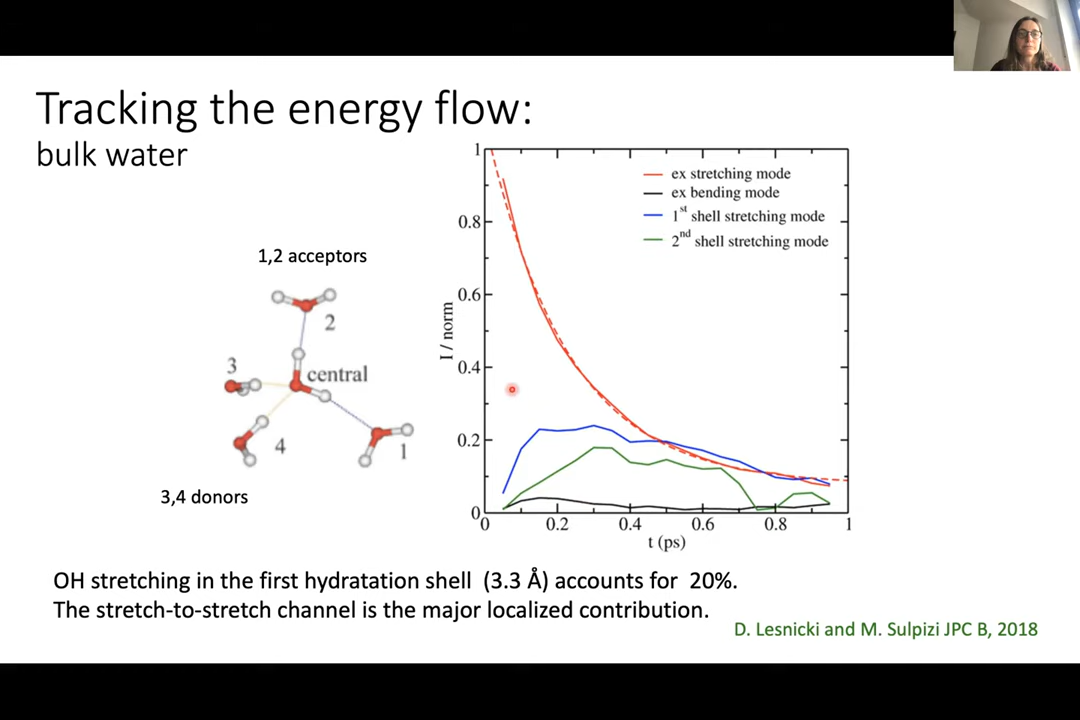 Tracking the energy flow:
bulk water
1,2 acceptors
2
3
central
4
1
3,4 donors
I / norm
1
0.8
0.6
0.4
0.2
0
ex stretching mode
ex bending mode
1st shell stretching mode
2nd shell stretching mode
0 0.2 0.4 0.6 0.8 1
t (ps)
OH stretching in the first hydratation shell (3.3 Å) accounts for 20%.
The stretch-to-stretch channel is the major localized contribution.
D. Lesnicki and M. Sulpizi JPC B, 2018